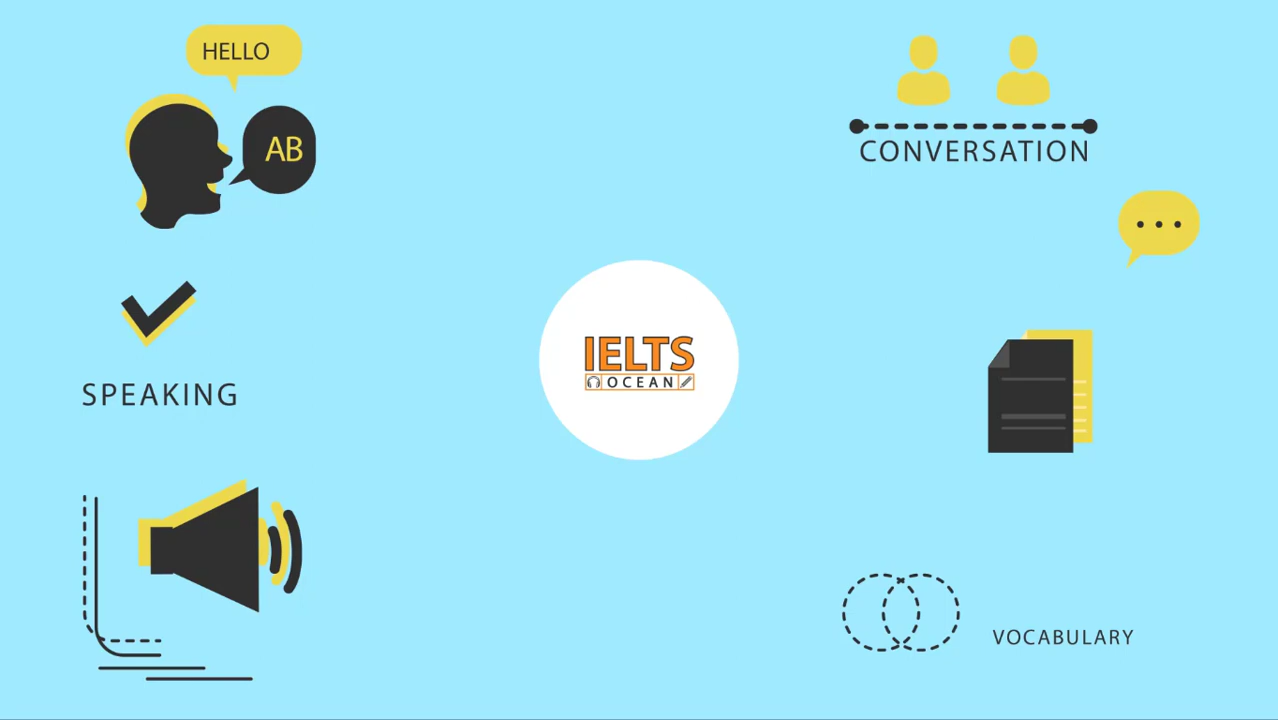 HELLO
AB
CONVERSATION
IELTS
OCEAN
SPEAKING
VOCABULARY